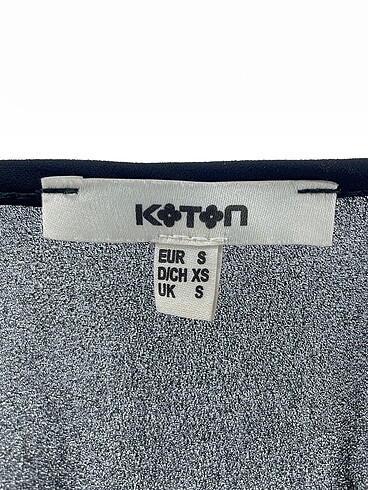 KOTON
EUR S
D/CH XS
UK S